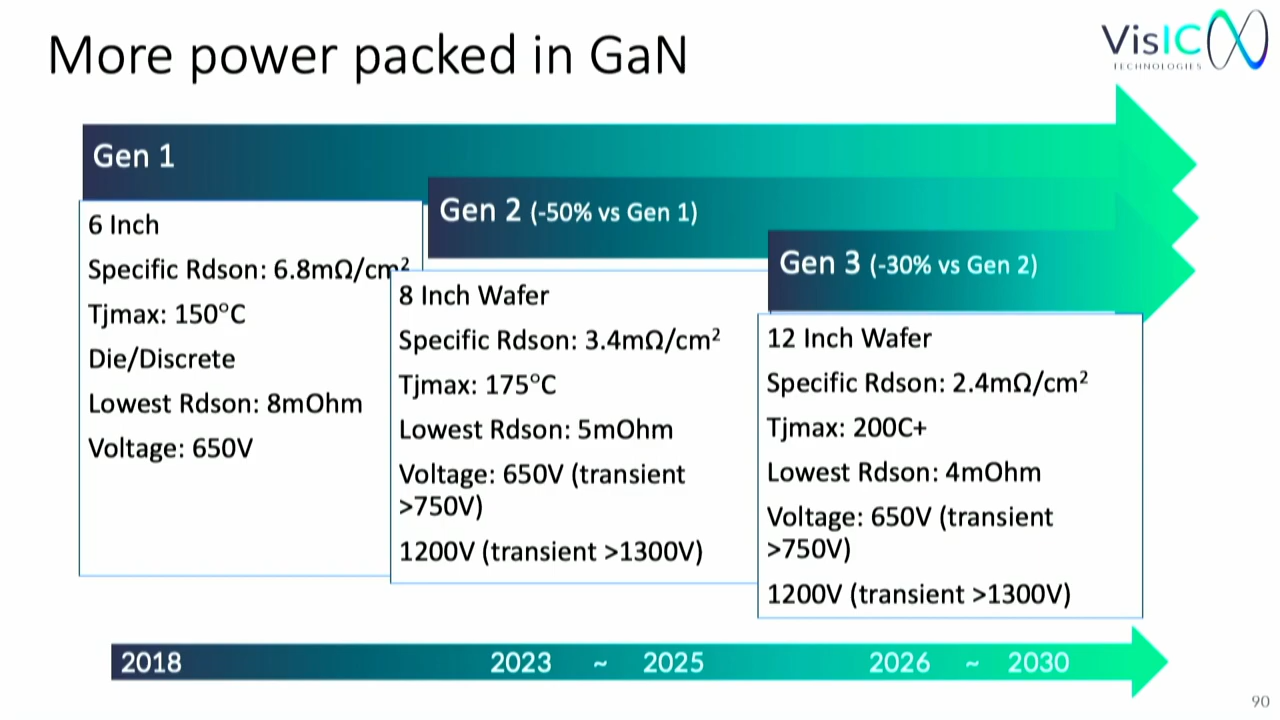 More power packed in GaN
VisIC
TECHNOLOGIES
Gen 1
6 Inch
Specific Rdson: 6.8mΩ/cm²
Tjmax: 150°C
Die/Discrete
Lowest Rdson: 8mOhm
Voltage: 650V
Gen 2 (-50% vs Gen 1)
8 Inch Wafer
Specific Rdson: 3.4mΩ/cm²
Tjmax: 175°C
Lowest Rdson: 5mOhm
Voltage: 650V (transient
>750V)
1200V (transient >1300V)
Gen 3 (-30% vs Gen 2)
12 Inch Wafer
Specific Rdson: 2.4mΩ/cm²
Tjmax: 200C+
Lowest Rdson: 4mOhm
Voltage: 650V (transient
>750V)
1200V (transient >1300V)
2018 2023 ~ 2025 2026 ~ 2030
90